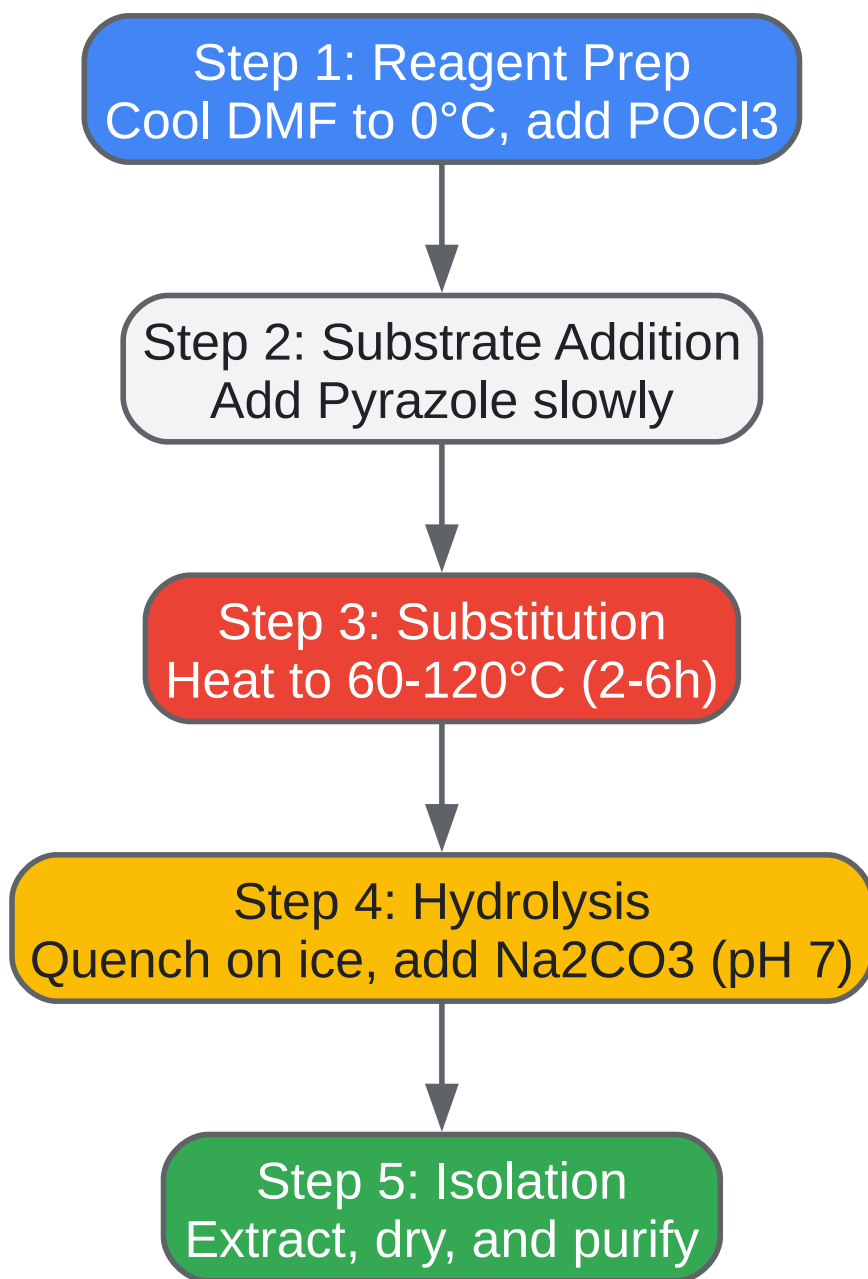 Step 1: Reagent Prep
Cool DMF to 0°C, add POCl3
Step 2: Substrate Addition
Add Pyrazole slowly
Step 3: Substitution
Heat to 60-120°C (2-6h)
Step 4: Hydrolysis
Quench on ice, add Na2CO3 (pH 7)
Step 5: Isolation
Extract, dry, and purify